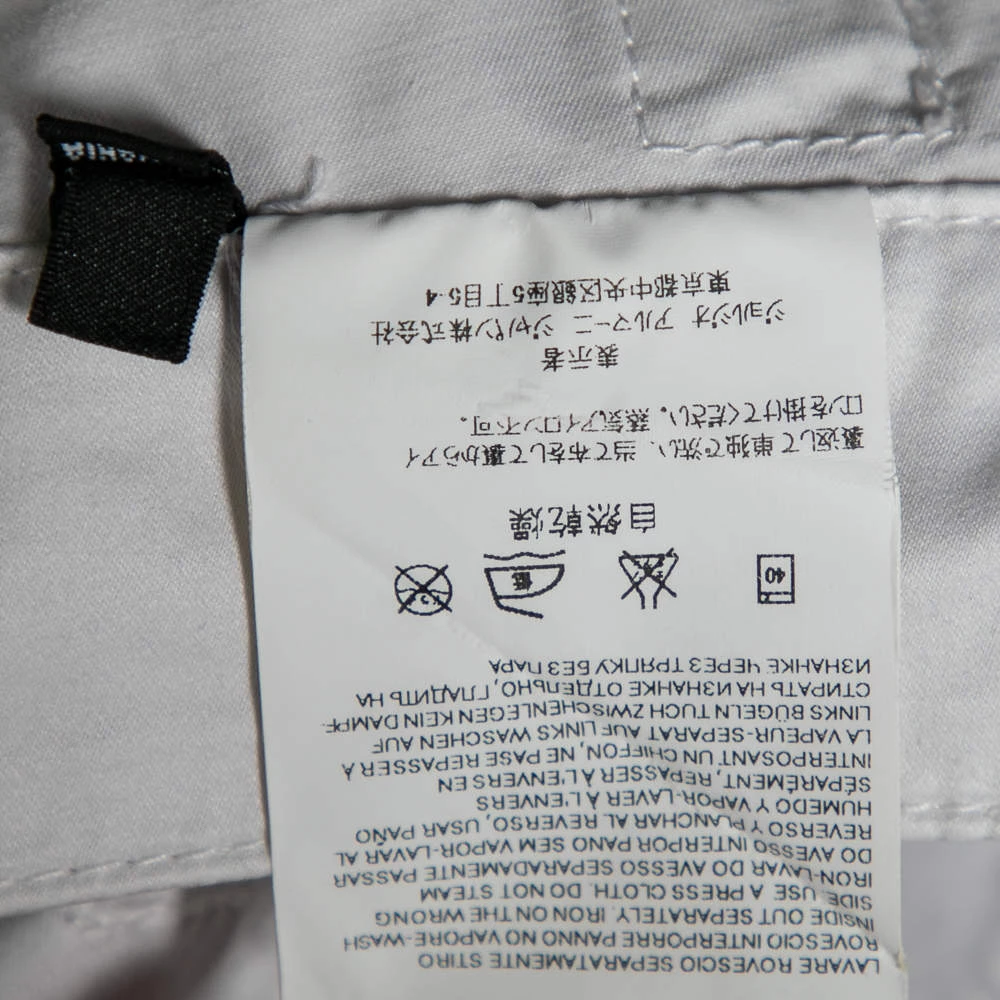 LAVARE ROVESCIO SEPARATAMENTE STIRO
ROVESCIO INTERPORRE PANNO NO VAPORE-WASH
INSIDE OUT SEPARATELY. IRON ON THE WRONG
SIDE. USE A PRESS CLOTH. DO NOT STEAM
IRON-LAVAR DO AVESSO SEPARADAMENTE PASSAR
DO AVESSO INTERPOR PANO SEM VAPOR-LAVAR AL
REVERSO Y PLANCHAR AL REVERSO, USAR PAÑO
HUMEDO Y A VAPOR-LAVER À L'ENVERS
SÉPARÉMENT, REPASSER À L'ENVERS EN
INTERPOSANT UN CHIFFON, NE PASE REPASSER À
LA VAPEUR-SEPARAT AUF LINKS WASCHEN AUF
LINKS BÜGELN TUCH ZWISCHENLEGEN KEIN DAMPF-
СТИРАТЬ НА ИЗНАНКЕ ОТДЕЛЬНО, ГЛАДИТЬ НА
ИЗНАНКЕ ЧЕРЕЗ ТРЯПКУ БЕЗ ПАРА
40 低
自然乾燥
裏返して単独で洗い、当て布をして裏からアイ
ロンを掛けてください。蒸気アイロン不可。
表示者
ジョルジオ アルマーニ ジャパン株式会社
東京都中央区銀座5丁目5-4